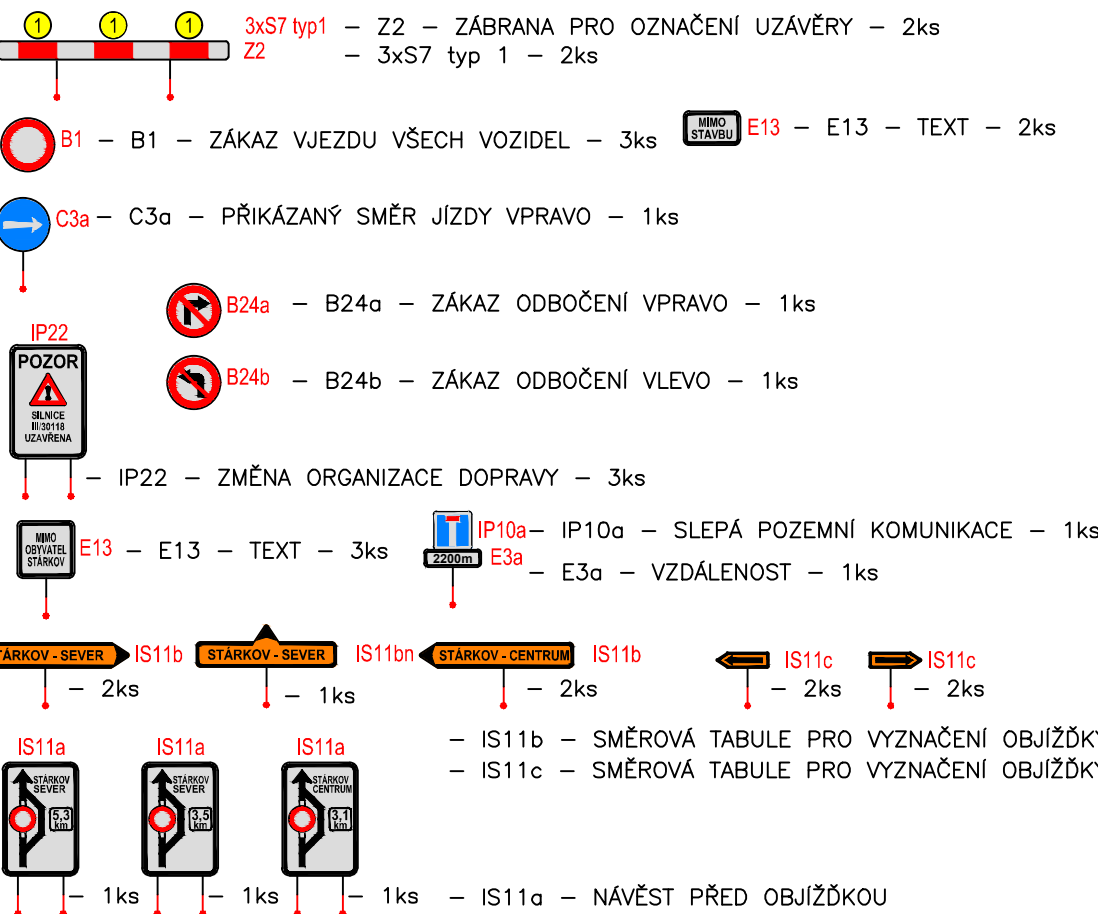 1 1 1 3xS7 typ1 – Z2 – ZÁBRANA PRO OZNAČENÍ UZÁVĚRY – 2ks
Z2 – 3xS7 typ 1 – 2ks
B1 – B1 – ZÁKAZ VJEZDU VŠECH VOZIDEL – 3ks
MIMO
STAVBU
E13 – E13 – TEXT – 2ks
C3a – C3a – PŘIKÁZANÝ SMĚR JÍZDY VPRAVO – 1ks
B24a – B24a – ZÁKAZ ODBOČENÍ VPRAVO – 1ks
IP22
POZOR
SILNICE
III/30118
UZAVŘENA
B24b – B24b – ZÁKAZ ODBOČENÍ VLEVO – 1ks
– IP22 – ZMĚNA ORGANIZACE DOPRAVY – 3ks
MIMO
OBYVATEL
STÁRKOV
E13 – E13 – TEXT – 3ks
IP10a – IP10a – SLEPÁ POZEMNÍ KOMUNIKACE – 1ks
2200m E3a – E3a – VZDÁLENOST – 1ks
STÁRKOV - SEVER IS11b STÁRKOV - SEVER IS11bn STÁRKOV - CENTRUM IS11b IS11c IS11c
– 2ks – 1ks – 2ks – 2ks – 2ks
– IS11b – SMĚROVÁ TABULE PRO VYZNAČENÍ OBJÍŽĎKY
– IS11c – SMĚROVÁ TABULE PRO VYZNAČENÍ OBJÍŽĎKY
IS11a IS11a IS11a
STÁRKOV
SEVER
5,3
km
STÁRKOV
SEVER
3,5
km
STÁRKOV
CENTRUM
3,1
km
– 1ks – 1ks – 1ks – IS11a – NÁVĚST PŘED OBJÍŽĎKOU